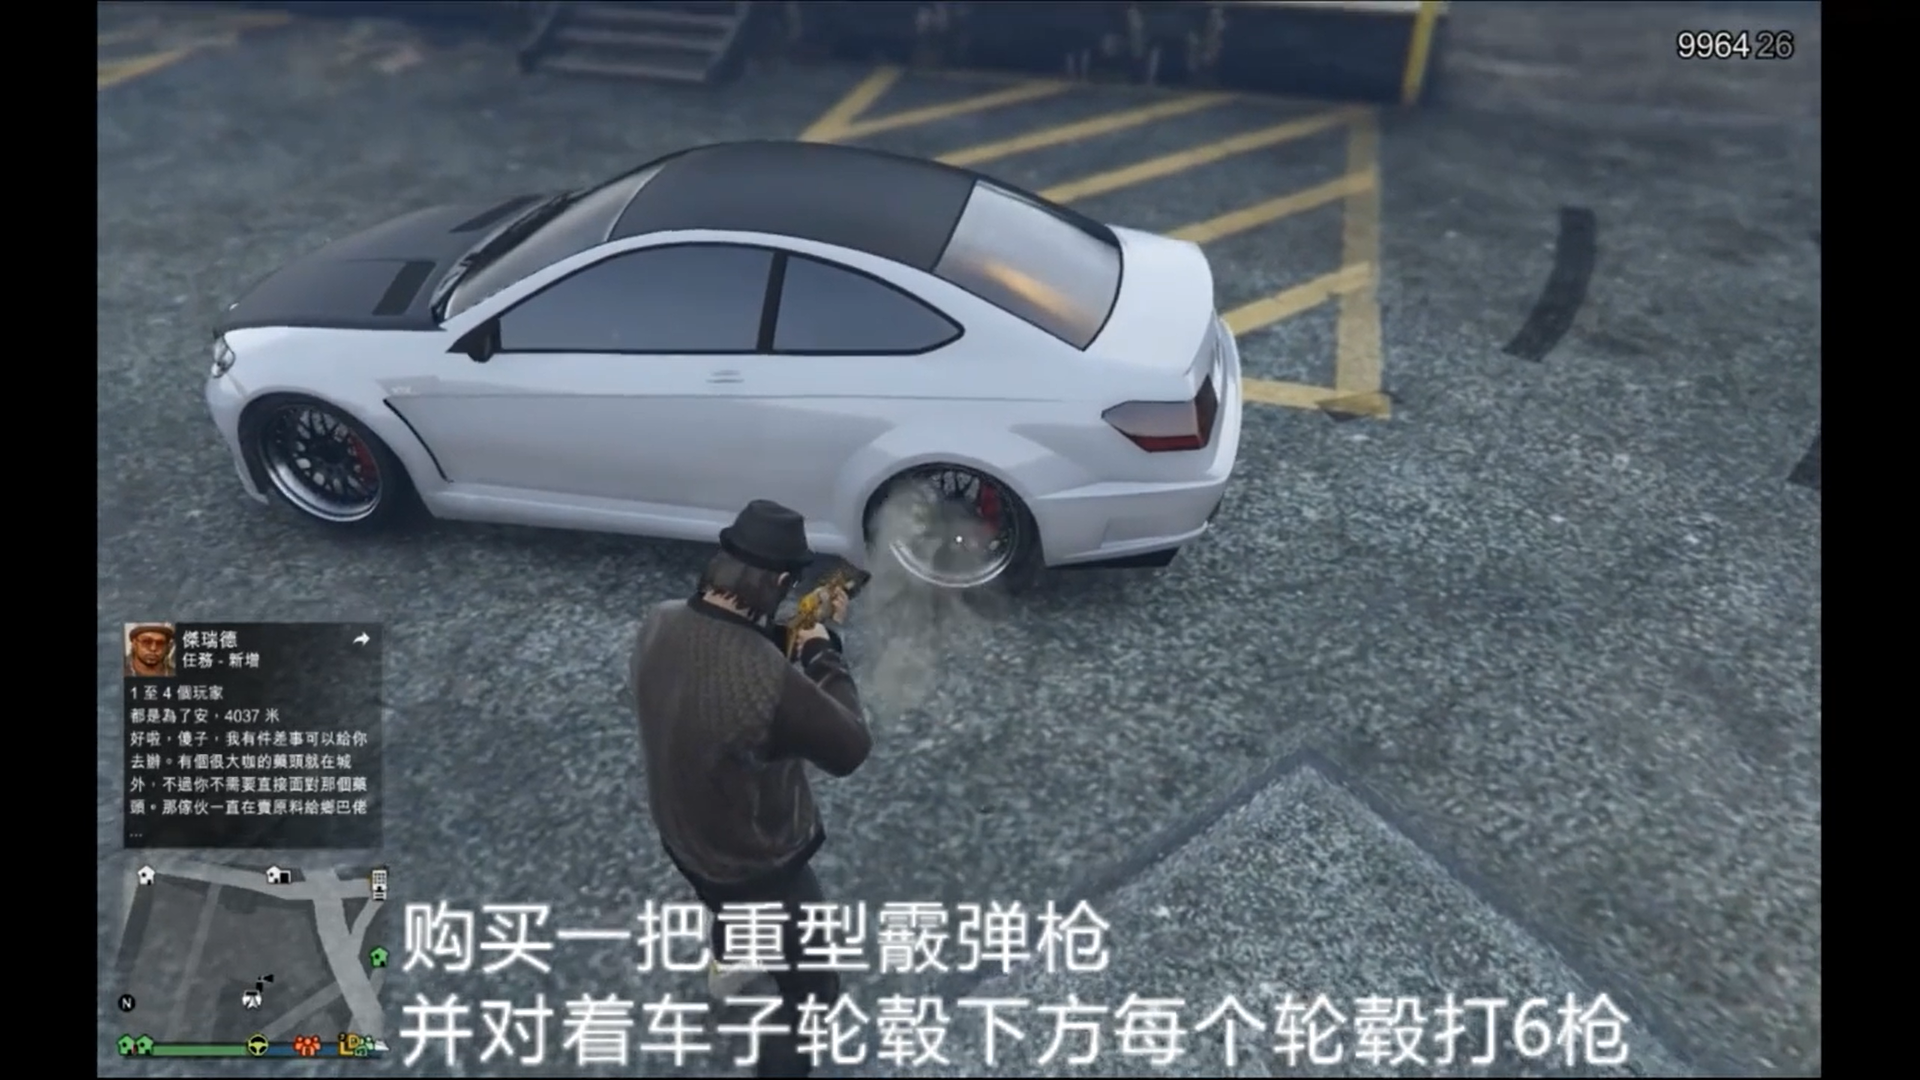 9964 26
傑瑞德
任務 - 新增
1 至 4 個玩家
都是為了安，4037 米
好啦，傻子，我有件差事可以給你
去辦。有個很大咖的藥頭就在城
外，不過你不需要直接面對那個藥
頭。那傢伙一直在賣原料給鄉巴佬
...
N
购买一把重型霰弹枪
并对着车子轮毂下方每个轮毂打6枪